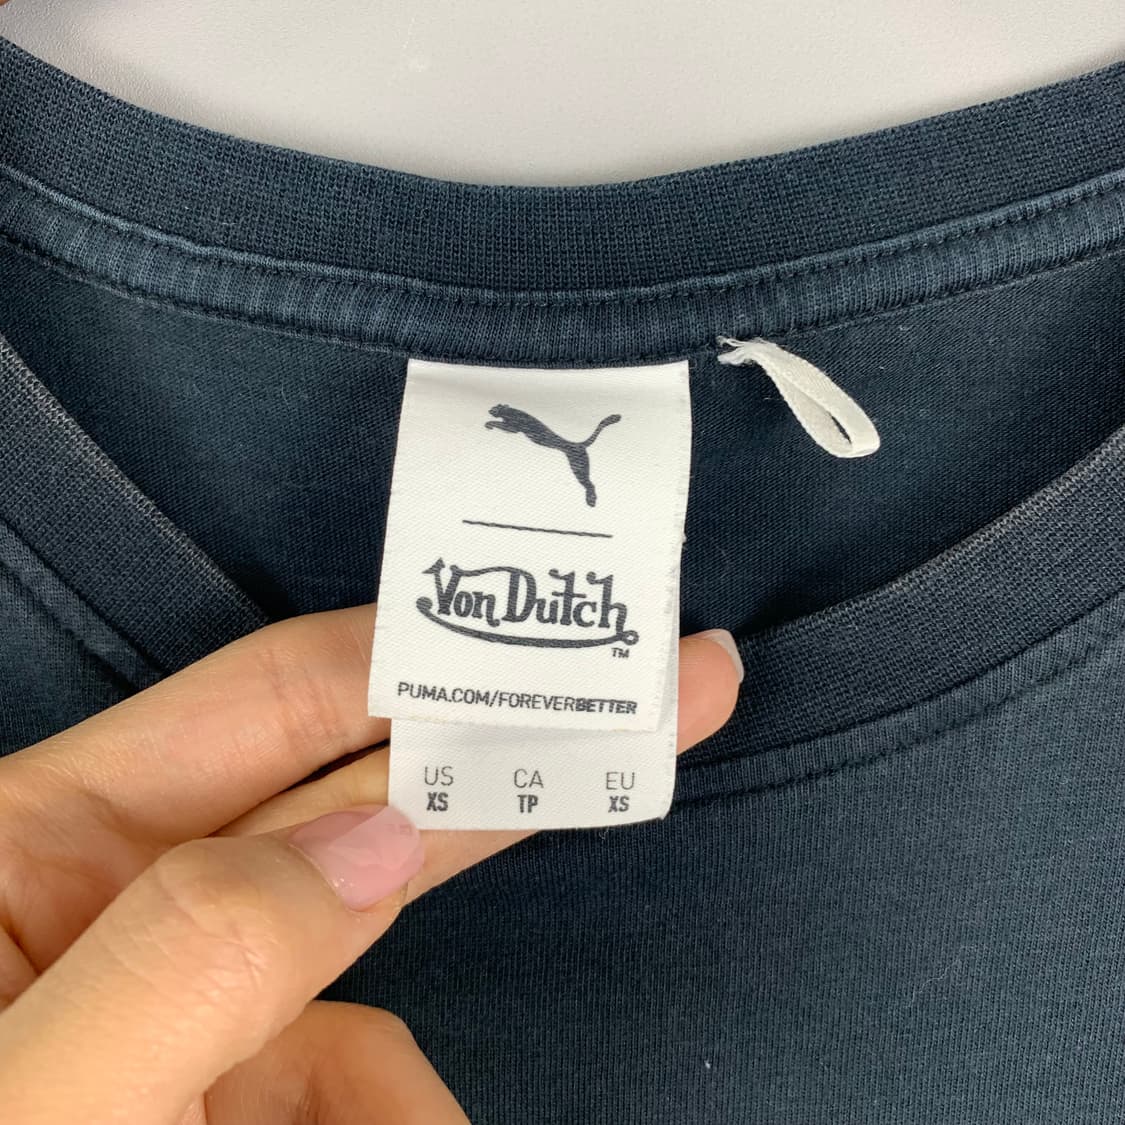 Von Dutch
TM
PUMA.COM/FOREVERBETTER
US CA EU
XS TP XS